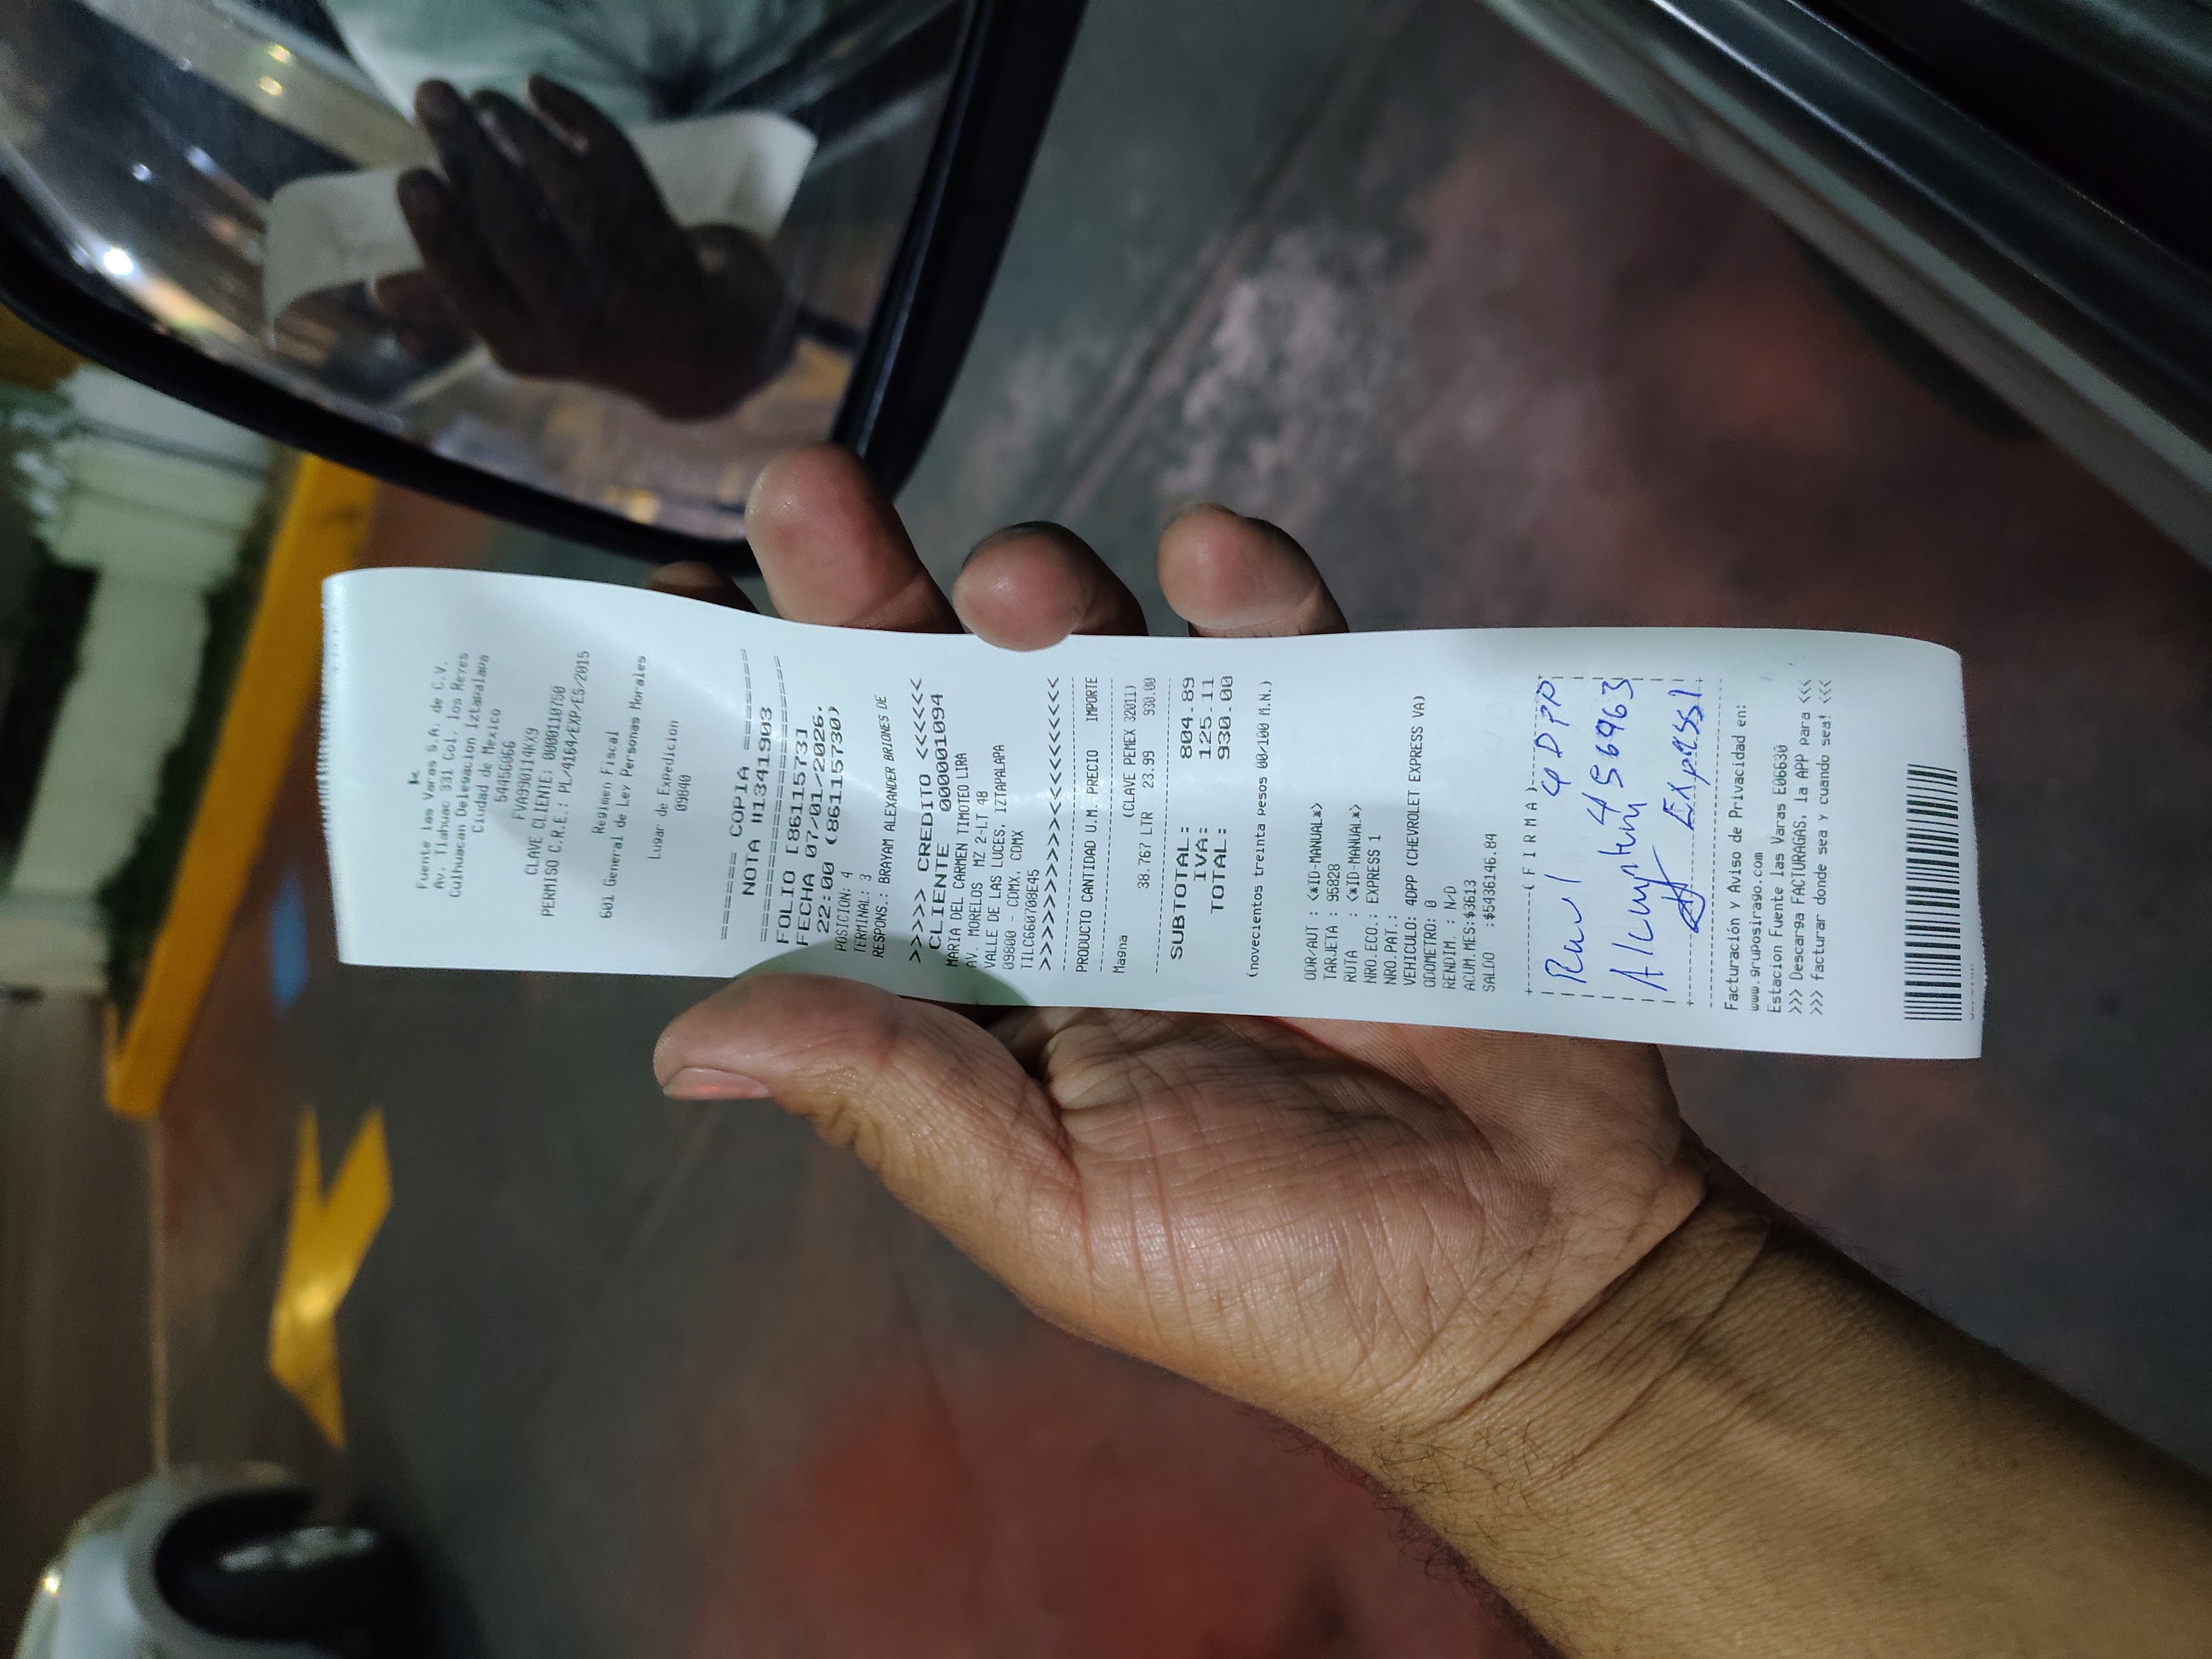 Fuente las Varas S.A. de C.V.
Av. Tlahuac 331 Col. los Reyes
Culhuacan Delegacion Iztapalapa
Ciudad de Mexico
54456066
FVA990114KX9
CLAVE CLIENTE: 0000110750
PERMISO C.R.E.: PL/4164/EXP/ES/2015
Regimen Fiscal
601 General de Ley Personas Morales
Lugar de Expedicion
09840
===== COPIA =====
NOTA #1341903
FOLIO [86115731
FECHA 07/01/2026.
22:00 (86115730)
POSICION: 4
TERMINAL: 3
RESPONS.: BRAYAM ALEXANDER BRIONES DE
>>>>> CREDITO <<<<<
CLIENTE 0000001094
MARIA DEL CARMEN TIMOTEO LIRA
AV. MORELOS MZ 2-LT 48
VALLE DE LAS LUCES, IZTAPALAPA
09800 - CDMX, CDMX
TILC660708E45
PRODUCTO CANTIDAD U.M. PRECIO IMPORTE
(CLAVE PEMEX 32011)
Magna 38.767 LTR 23.99 930.00
SUBTOTAL: 804.89
IVA: 125.11
TOTAL: 930.00
(novecientos treinta pesos 00/100 M.N.)
ODR/AUT : <*ID-MANUAL*>
TARJETA : 95828
RUTA : <*ID-MANUAL*>
NRO.ECO.: EXPRESS 1
NRO.PAT.:
VEHICULO: 4DPP (CHEVROLET EXPRESS VA)
ODOMETRO: 0
RENDIM. : N/D
ACUM.MES:$3613
SALDO :$5436146.84
(FIRMA)
Raul 4DPP
456963
Express 1
Facturación y Aviso de Privacidad en:
www.gruposirago.com
Estacion Fuente las Varas E06630
>>> Descarga FACTURAGAS, la APP para <<<
>>> facturar donde sea y cuando sea! <<<